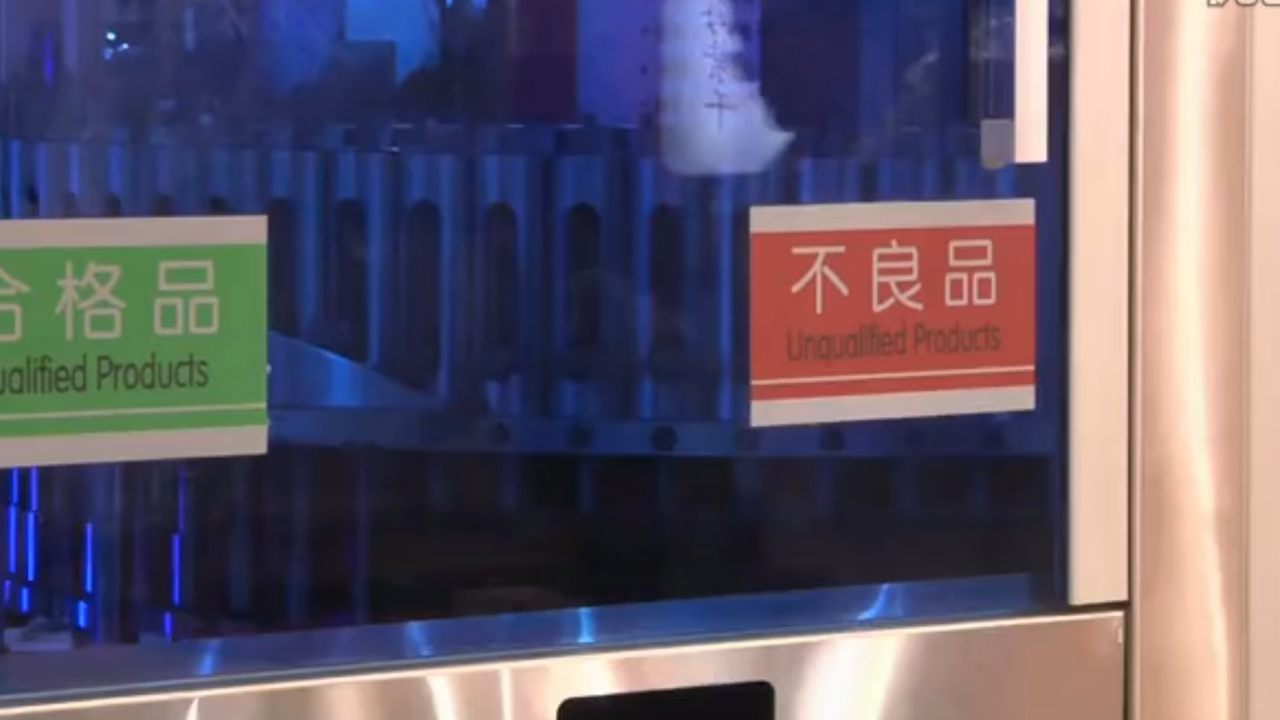 合格品
ualified Products
不良品
Unqualified Products